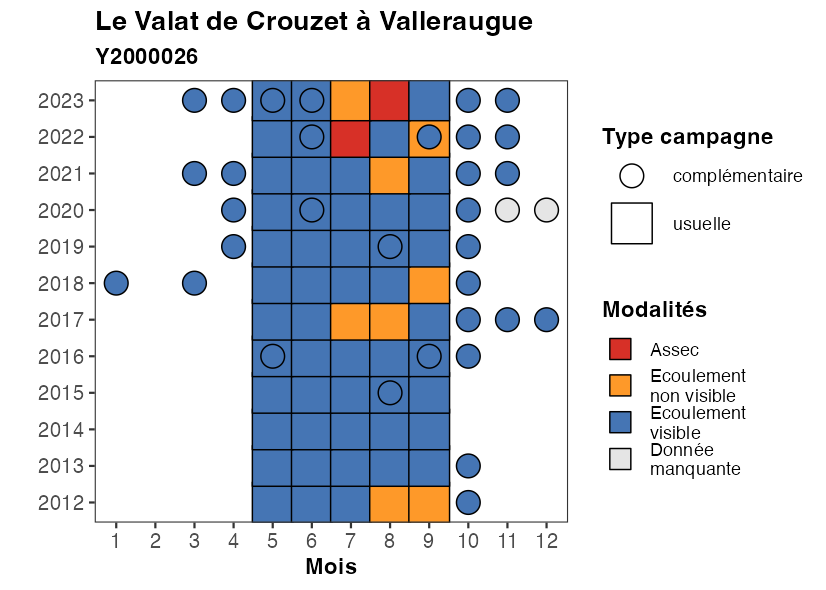 Le Valat de Crouzet à Valleraugue
Y2000026
2023
2022
2021
2020
2019
2018
2017
2016
2015
2014
2013
2012
1 2 3 4 5 6 7 8 9 10 11 12
Mois
Type campagne
complémentaire
usuelle
Modalités
Assec
Ecoulement
non visible
Ecoulement
visible
Donnée
manquante